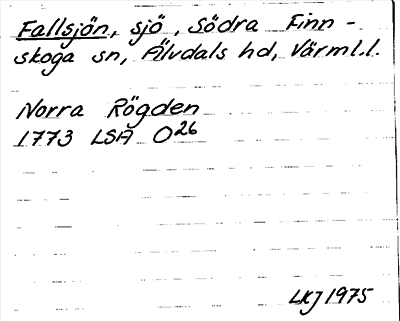 Fallsjön, sjö, Södra Finn-
skoga sn, Älvdals hd, Värml.l.
Norra Rögden
1773 LSA O26
LKJ 1975